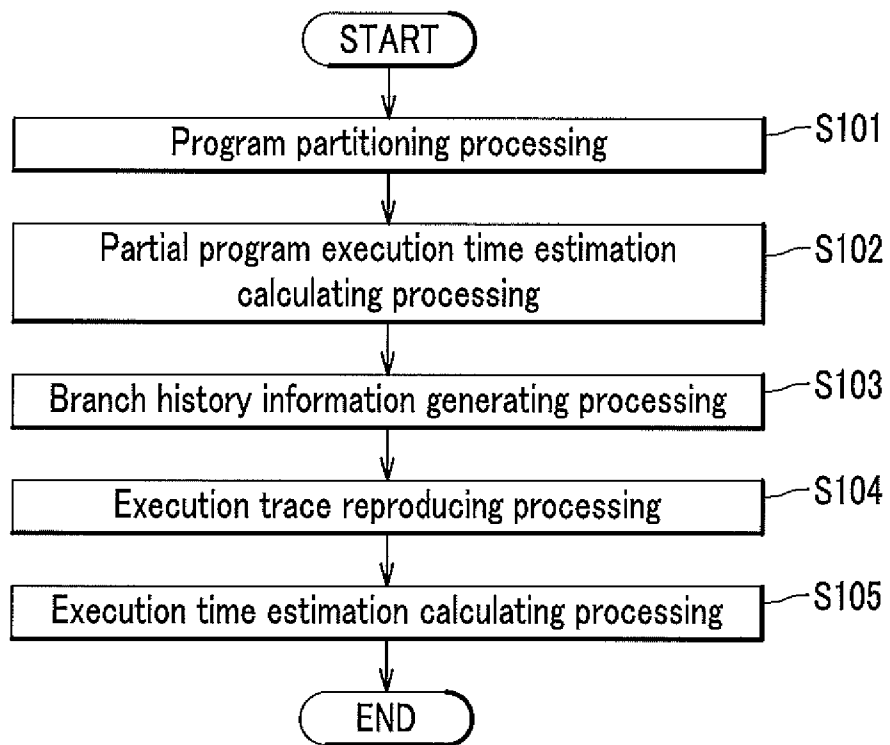 START
Program partitioning processing
S101
Partial program execution time estimation
calculating processing
S102
Branch history information generating processing
S103
Execution trace reproducing processing
S104
Execution time estimation calculating processing
S105
END